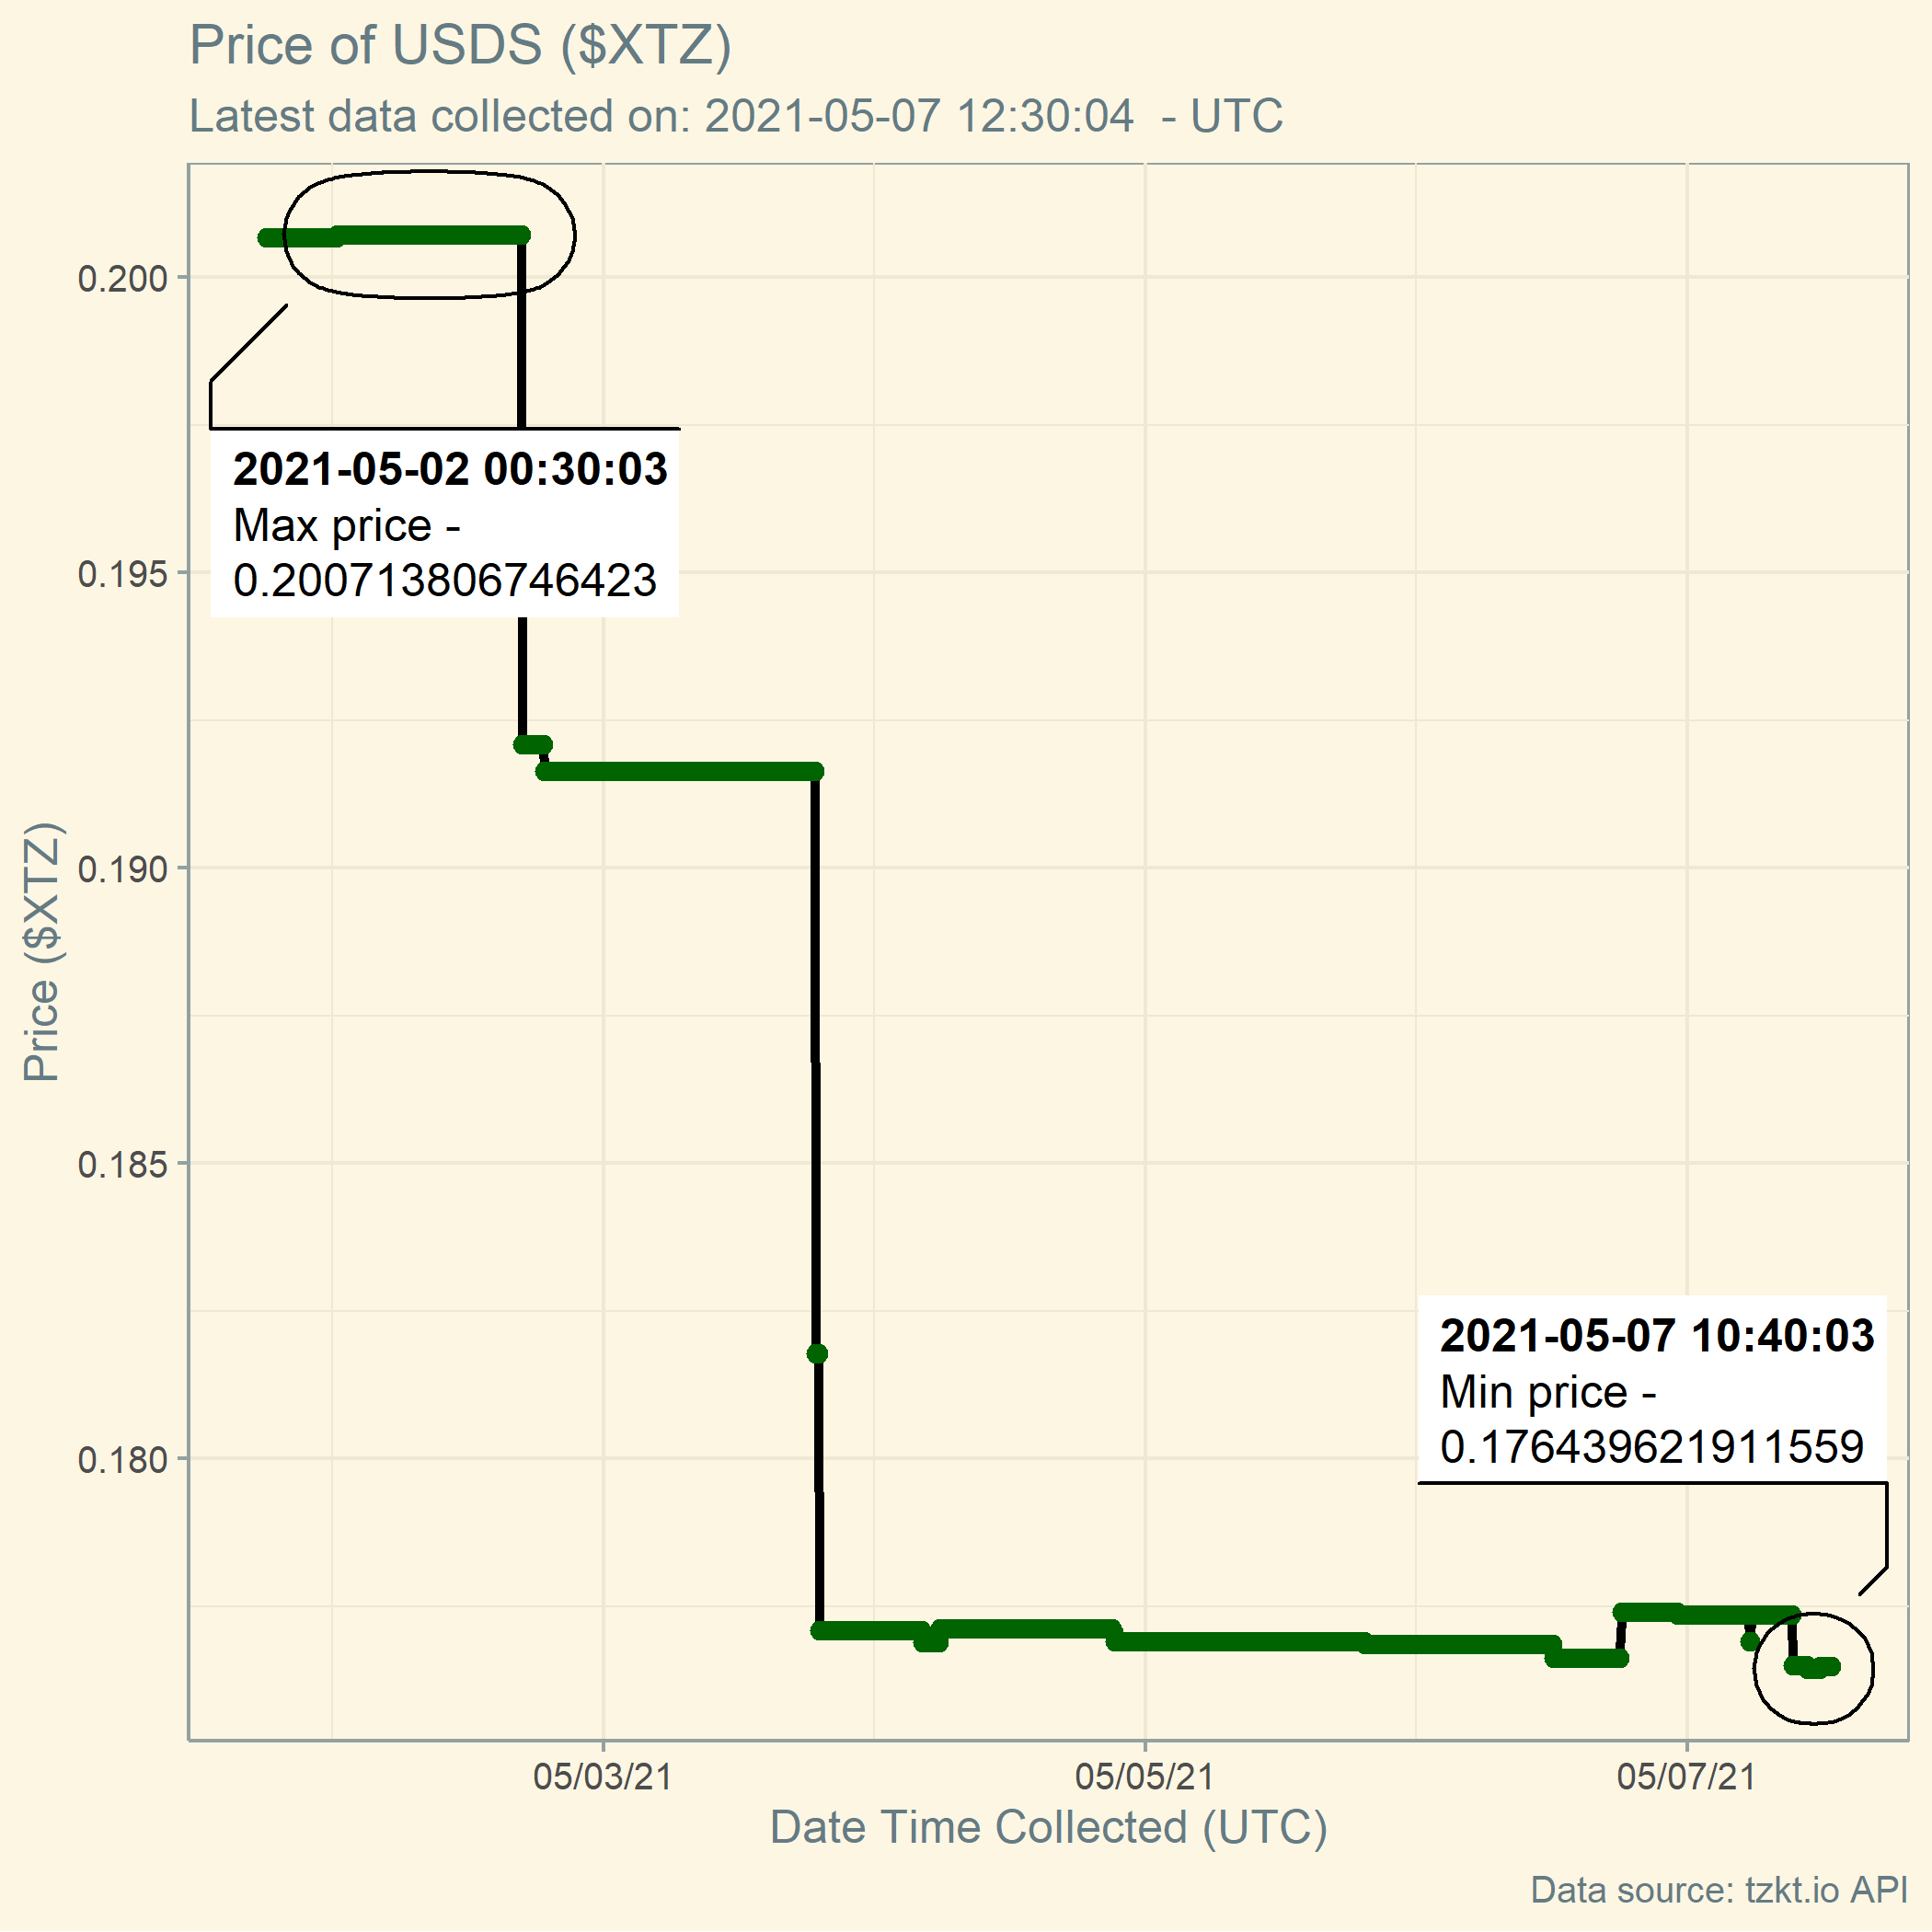 Price of USDS ($XTZ)
Latest data collected on: 2021-05-07 12:30:04  - UTC
0.200
0.195
0.190
0.185
0.180
Price ($XTZ)
2021-05-02 00:30:03
Max price -
0.200713806746423
2021-05-07 10:40:03
Min price -
0.176439621911559
05/03/21
05/05/21
05/07/21
Date Time Collected (UTC)
Data source: tzkt.io API